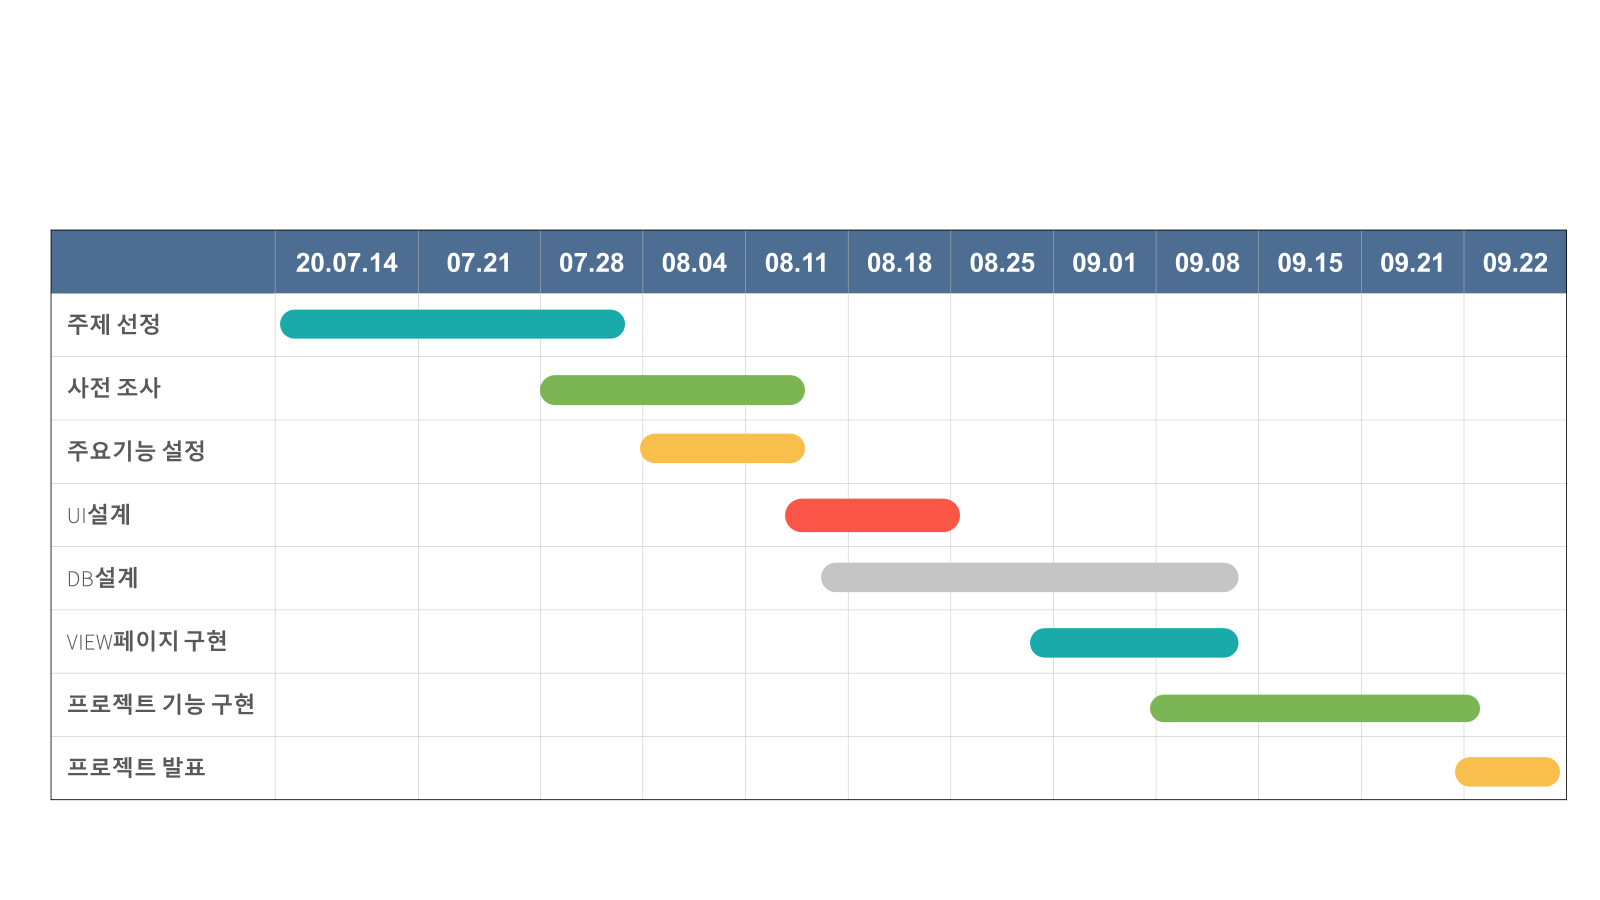 20.07.14 07.21 07.28 08.04 08.11 08.18 08.25 09.01 09.08 09.15 09.21 09.22
주제 선정
사전 조사
주요기능 설정
UI설계
DB설계
VIEW페이지 구현
프로젝트 기능 구현
프로젝트 발표